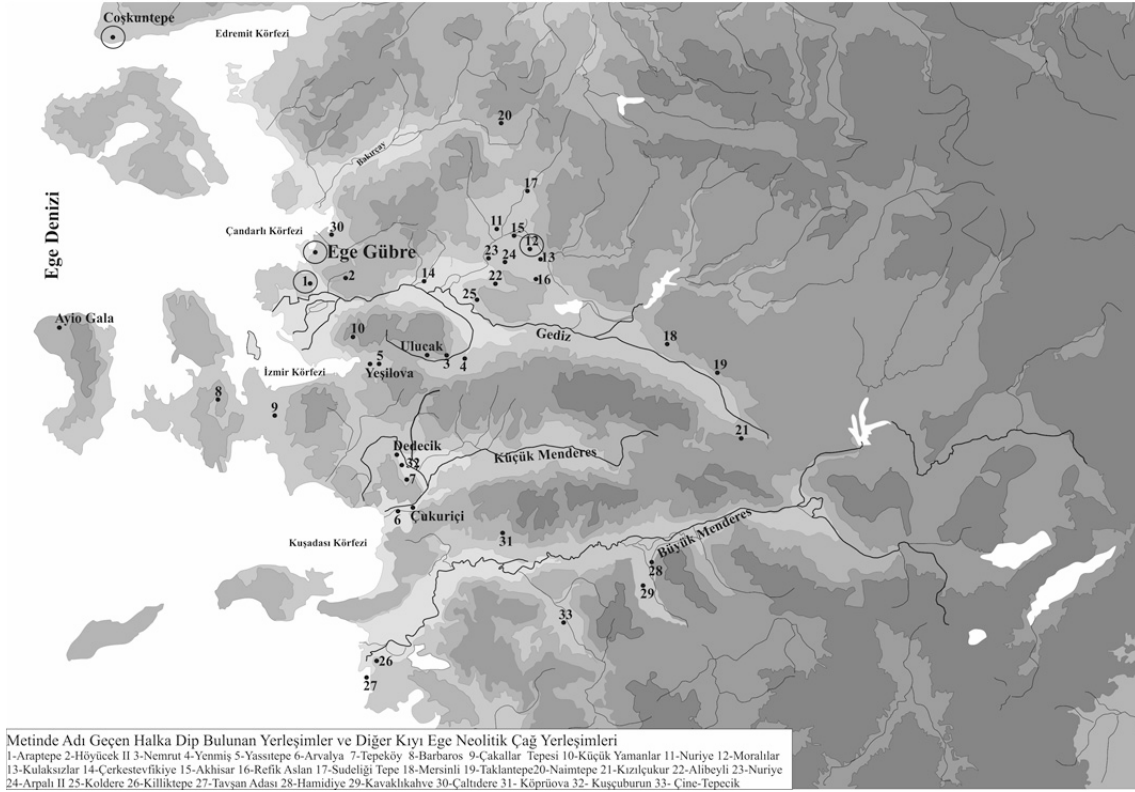 Coşkuntepe
Edremit Körfezi
20
Bakırçay
17
Ege Denizi
Çandarlı Körfezi
30
11
15
12
Ege Gübre
23
24
13
1
2
14
22
16
25
Ayio Gala
10
Gediz
18
Ulucak
3
4
5
İzmir Körfezi
Yeşilova
19
8
9
21
Dedecik
32
Küçük Menderes
7
6
Çukuriçi
Kuşadası Körfezi
31
Büyük Menderes
28
29
33
26
27
Metinde Adı Geçen Halka Dip Bulunan Yerleşimler ve Diğer Kıyı Ege Neolitik Çağ Yerleşimleri
1-Araptepe 2-Höyücek II 3-Nemrut 4-Yenmiş 5-Yassıtepe 6-Arvalya 7-Tepeköy 8-Barbaros 9-Çakallar Tepesi 10-Küçük Yamanlar 11-Nuriye 12-Moralılar
13-Kulaksızlar 14-Çerkestevfikiye 15-Akhisar 16-Refik Aslan 17-Sudeliği Tepe 18-Mersinli 19-Taklantepe20-Naimtepe 21-Kızılçukur 22-Alibeyli 23-Nuriye
24-Arpalı II 25-Koldere 26-Killiktepe 27-Tavşan Adası 28-Hamidiye 29-Kavaklıkahve 30-Çaltıdere 31- Köprüova 32- Kuşçuburun 33- Çine-Tepecik